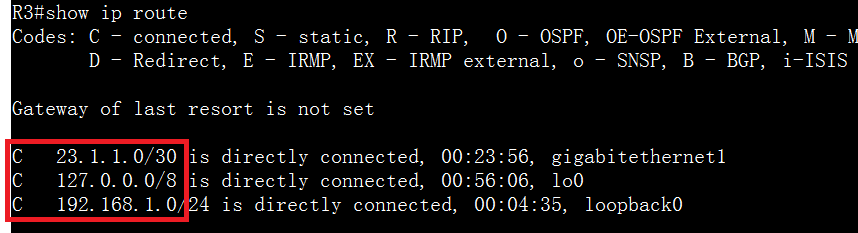 R3#show ip route
Codes: C - connected, S - static, R - RIP,  O - OSPF, OE-OSPF External, M - M
       D - Redirect, E - IRMP, EX - IRMP external, o - SNSP, B - BGP, i-ISIS
Gateway of last resort is not set
C   23.1.1.0/30 is directly connected, 00:23:56, gigabitethernet1
C   127.0.0.0/8 is directly connected, 00:56:06, lo0
C   192.168.1.0/24 is directly connected, 00:04:35, loopback0